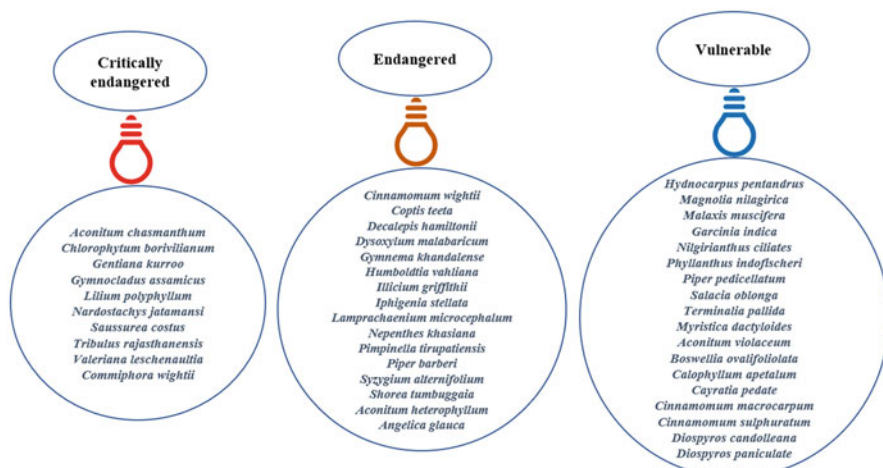 Critically
endangered
Aconitum chasmanthum
Chlorophytum borivilianum
Gentiana kurroo
Gymnocladus assamicus
Lilium polyphyllum
Nardostachys jatamansi
Saussurea costus
Tribulus rajasthanensis
Valeriana leschenaultia
Commiphora wightii
Endangered
Cinnamomum wightii
Coptis teeta
Decalepis hamiltonii
Dysoxylum malabaricum
Gymnema khandalense
Humboldtia vahliana
Illicium griffithii
Iphigenia stellata
Lamprachaenium microcephalum
Nepenthes khasiana
Pimpinella tirupatiensis
Piper barberi
Syzygium alternifolium
Shorea tumbuggaia
Aconitum heterophyllum
Angelica glauca
Vulnerable
Hydnocarpus pentandrus
Magnolia nilagirica
Malaxis muscifera
Garcinia indica
Nilgirianthus ciliates
Phyllanthus indofischeri
Piper pedicellatum
Salacia oblonga
Terminalia pallida
Myristica dactyloides
Aconitum violaceum
Boswellia ovalifoliolata
Calophyllum apetalum
Cayratia pedate
Cinnamomum macrocarpum
Cinnamomum sulphuratum
Diospyros candolleana
Diospyros paniculate